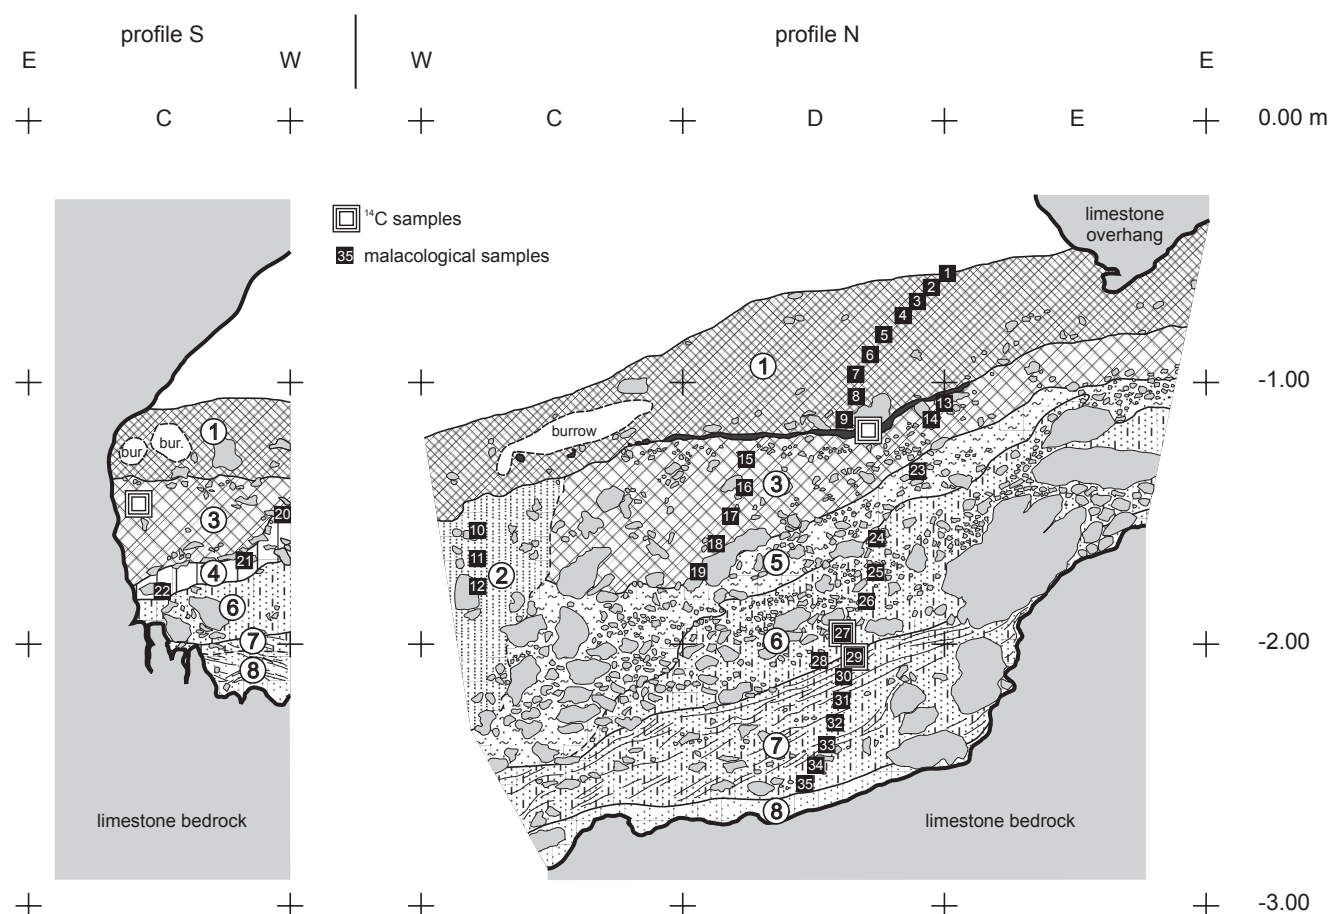 profile S
profile N
E
W
W
E
C
C
D
E
0.00 m
¹⁴C samples
35 malacological samples
limestone
overhang
1
2
3
4
5
6
7
8
9
13
14
1
-1.00
burrow
bur.
bur.
1
15
16
17
18
19
3
23
3
20
10
11
12
2
21
4
22
6
24
25
26
5
7
8
27
28
29
30
31
32
33
34
35
6
7
8
-2.00
limestone bedrock
limestone bedrock
-3.00